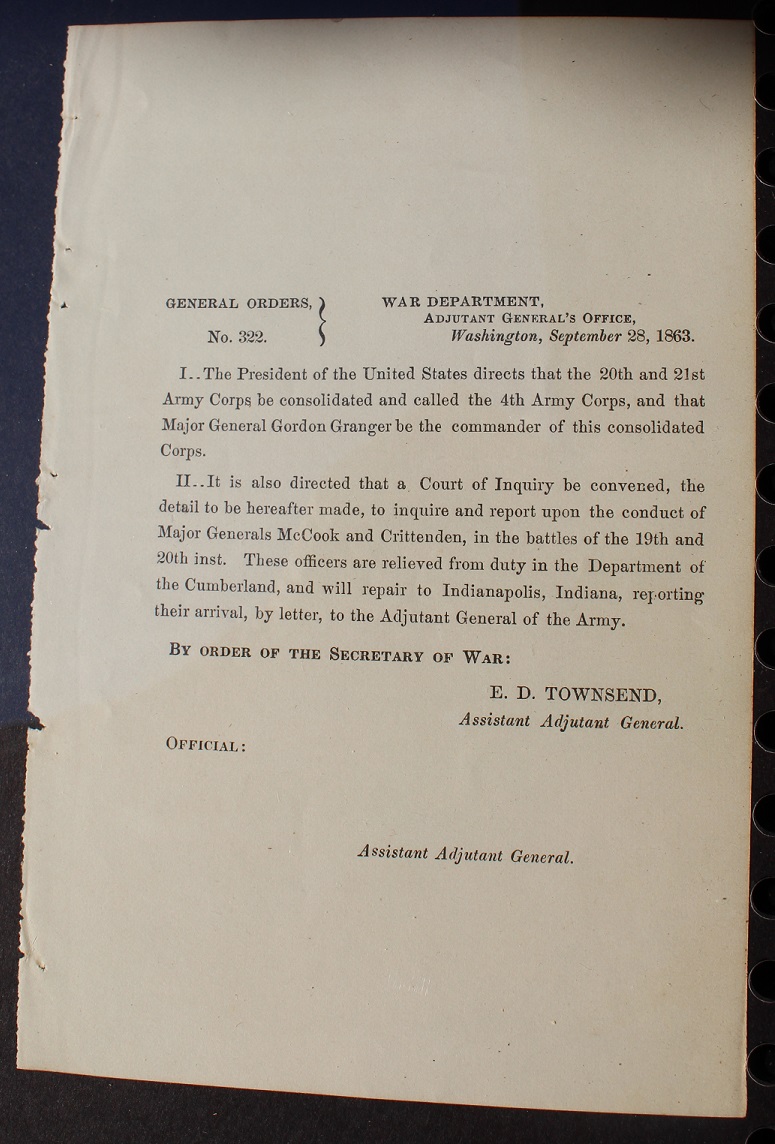 GENERAL ORDERS,
No. 322.
WAR DEPARTMENT,
ADJUTANT GENERAL'S OFFICE,
Washington, September 28, 1863.
I..The President of the United States directs that the 20th and 21st
Army Corps be consolidated and called the 4th Army Corps, and that
Major General Gordon Granger be the commander of this consolidated
Corps.
II..It is also directed that a Court of Inquiry be convened, the
detail to be hereafter made, to inquire and report upon the conduct of
Major Generals McCook and Crittenden, in the battles of the 19th and
20th inst. These officers are relieved from duty in the Department of
the Cumberland, and will repair to Indianapolis, Indiana, reporting
their arrival, by letter, to the Adjutant General of the Army.
BY ORDER OF THE SECRETARY OF WAR:
E. D. TOWNSEND,
Assistant Adjutant General.
OFFICIAL:
Assistant Adjutant General.